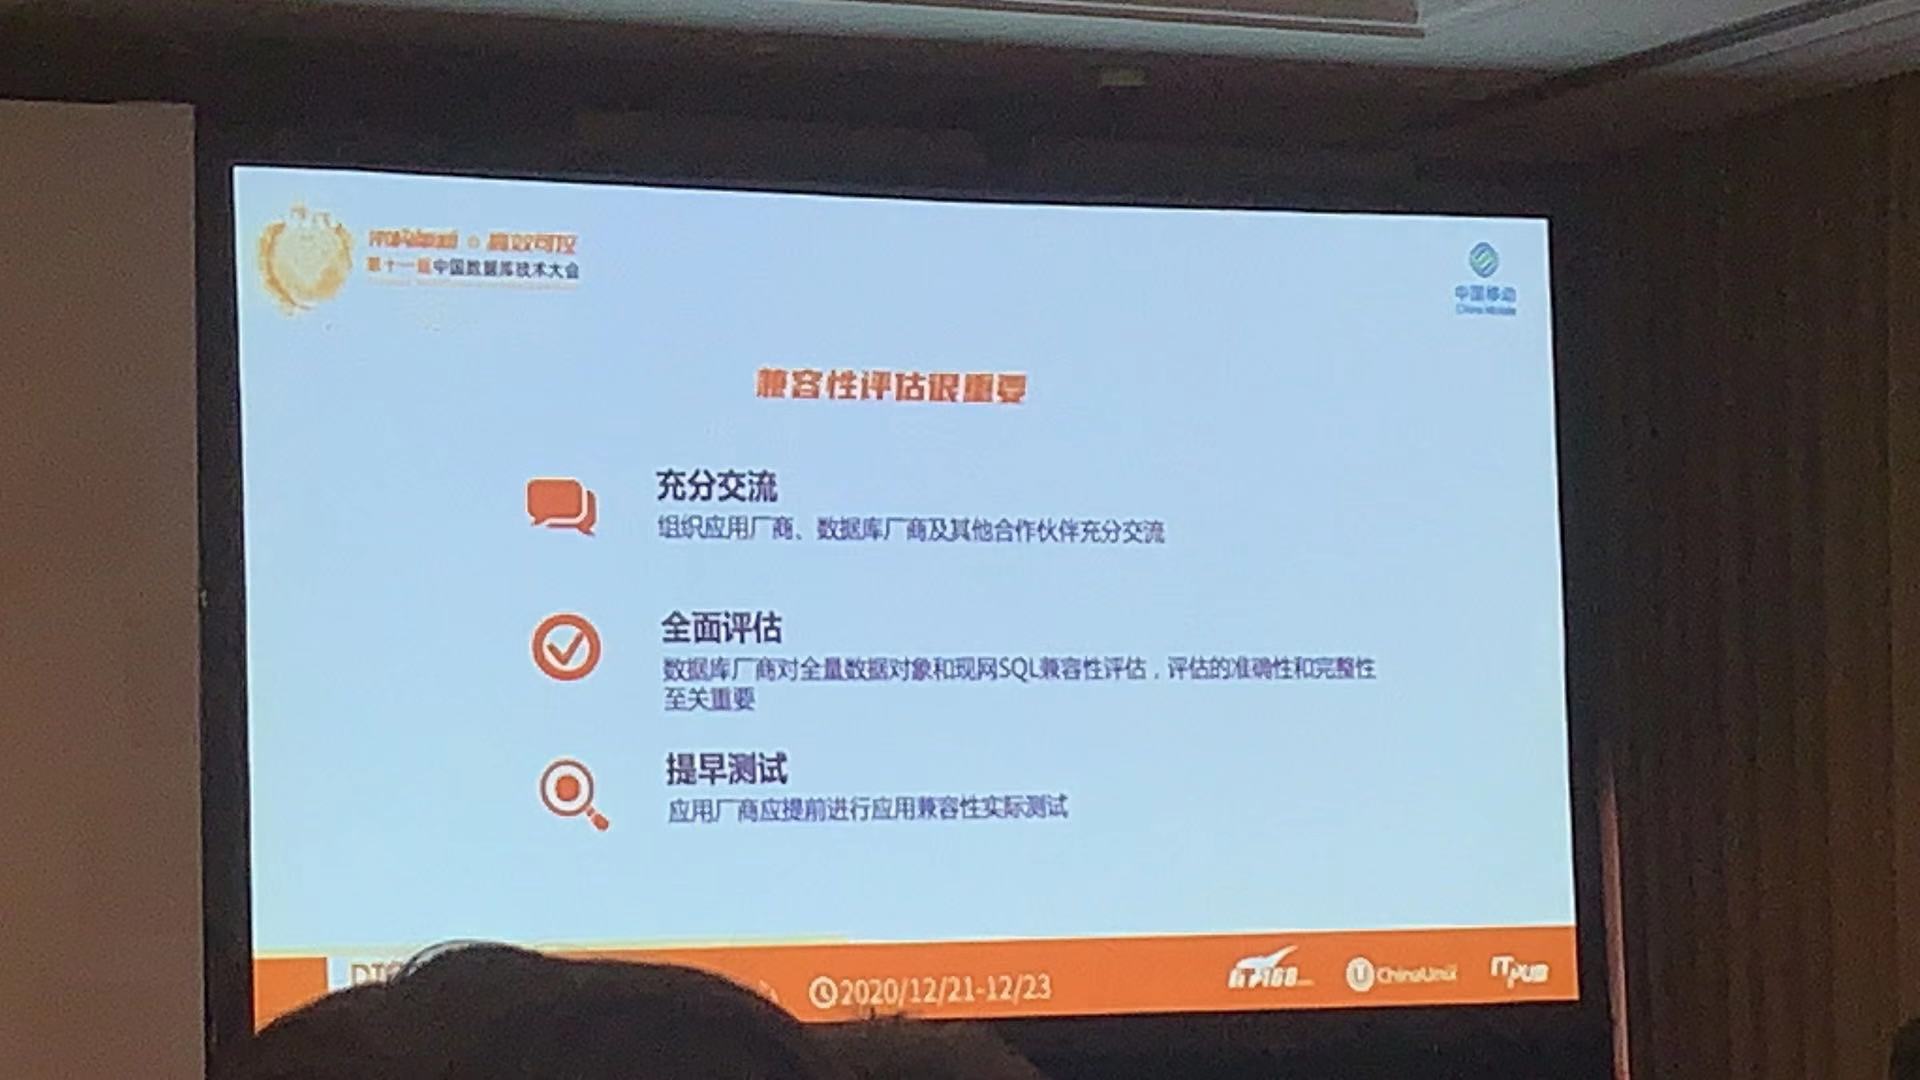 高效可控
第十一届中国数据库技术大会
中国移动
China Mobile
兼容性评估很重要
充分交流
组织应用厂商、数据库厂商及其他合作伙伴充分交流
全面评估
数据库厂商对全量数据对象和现网SQL兼容性评估，评估的准确性和完整性
至关重要
提早测试
应用厂商应提前进行应用兼容性实际测试
2020/12/21-12/23
IT168
ChinaUnix
ITPUB